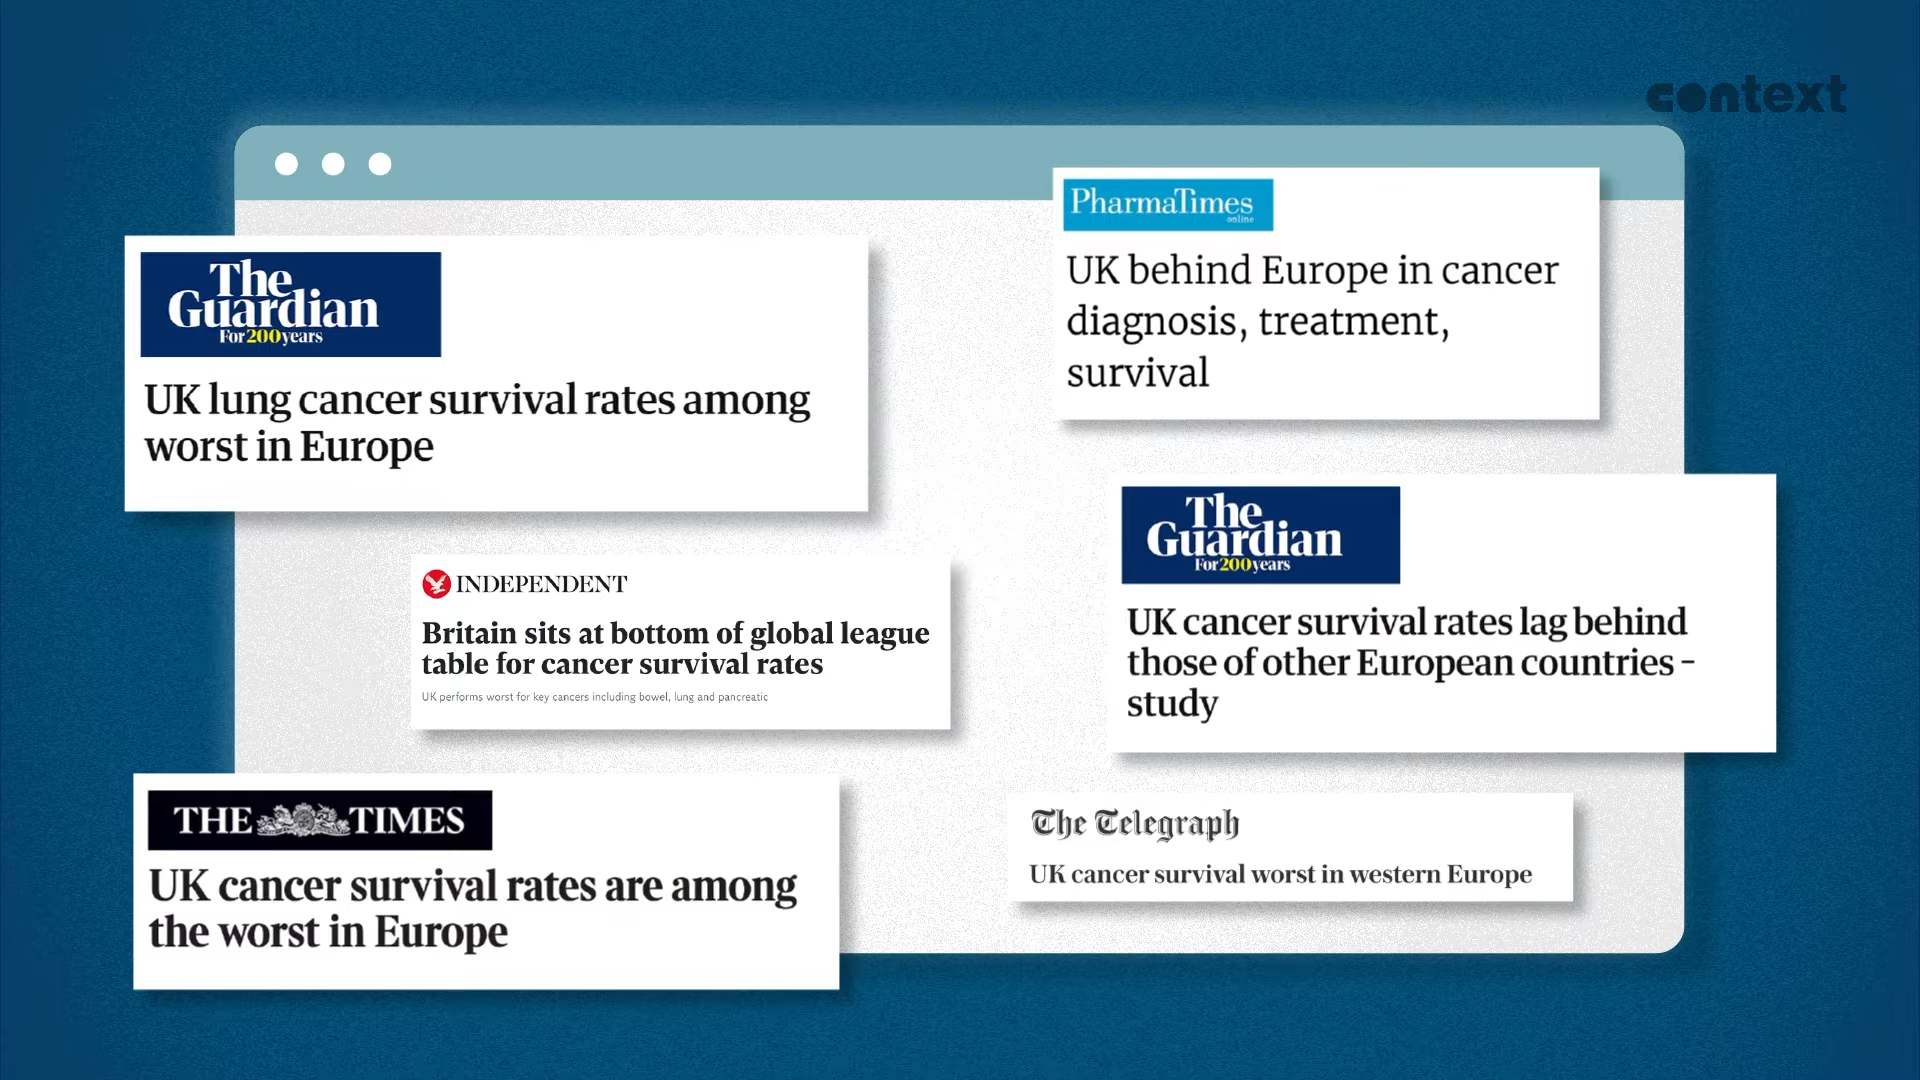 context
PharmaTimes
online
UK behind Europe in cancer
diagnosis, treatment,
survival
The
Guardian
For 200 years
UK lung cancer survival rates among
worst in Europe
The
Guardian
For 200 years
UK cancer survival rates lag behind
those of other European countries –
study
INDEPENDENT
Britain sits at bottom of global league
table for cancer survival rates
UK performs worst for key cancers including bowel, lung and pancreatic
THE TIMES
UK cancer survival rates are among
the worst in Europe
The Telegraph
UK cancer survival worst in western Europe